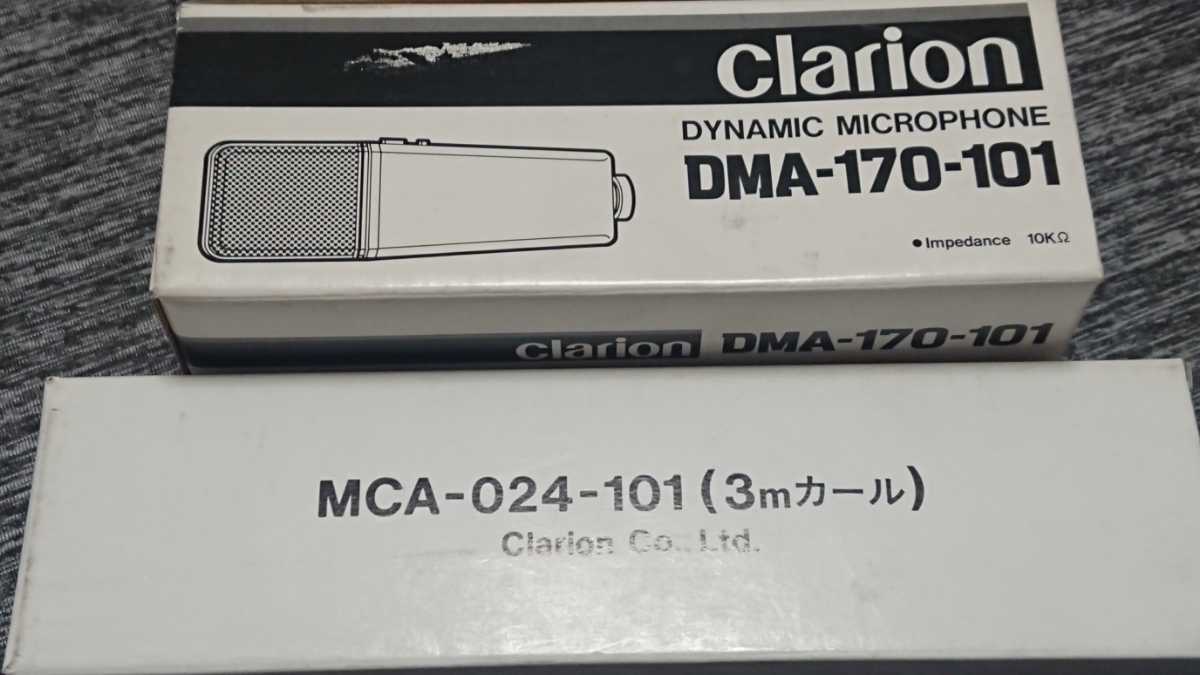 clarion
DYNAMIC MICROPHONE
DMA-170-101
● Impedance 10KΩ
clarion DMA-170-101
MCA-024-101 (3mカール)
Clarion Co., Ltd.